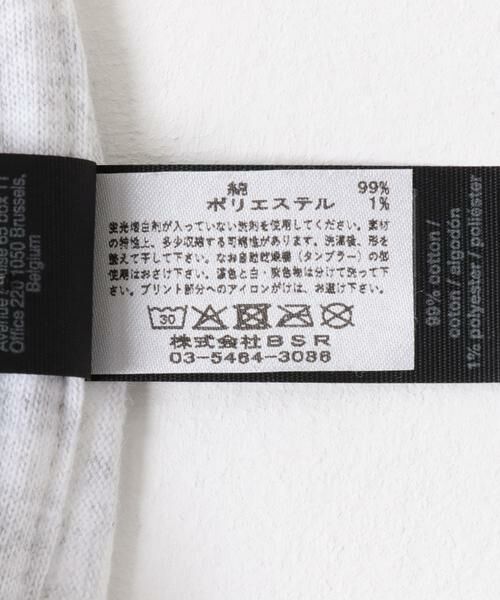 綿 99%
ポリエステル 1%
蛍光増白剤が入っていない洗剤を使用してください。素材
の特性上、多少収縮する可能性があります。洗濯後、形を
整えて干して下さい。なお自動乾燥機（タンブラー）の御
使用はおさけ下さい。濃色と白・淡色物は分けて洗って下
さい。プリント部分へのアイロンがけは、お避け下さい。
30
株式会社BSR
03-5464-3086
Office 220 1050 Brussels,
Belgium
99% cotton /
coton / algodón
1% polyester / poliéster